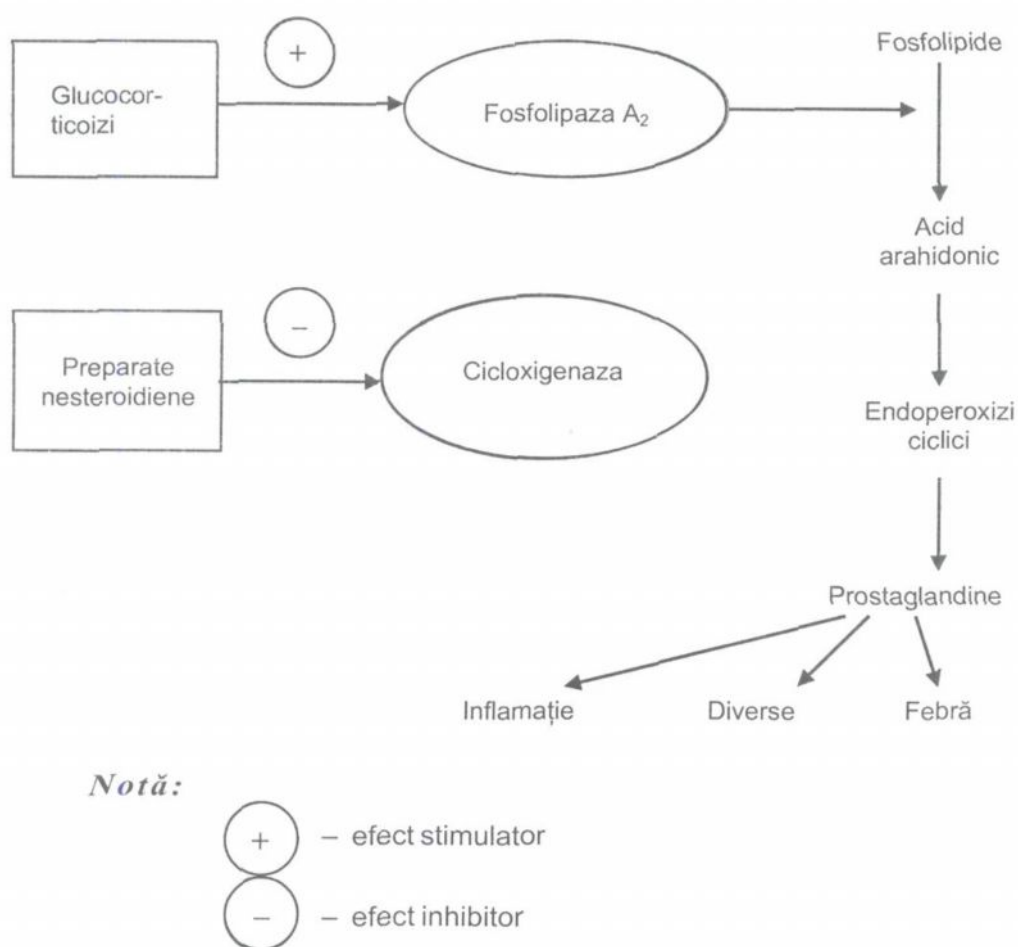 +
Fosfolipide
Glucocor-
ticoizi
Fosfolipaza A₂
Acid
arahidonic
–
Preparate
nesteroidiene
Cicloxigenaza
Endoperoxizi
ciclici
Prostaglandine
Inflamație
Diverse
Febră
Notă:
+ – efect stimulator
– – efect inhibitor